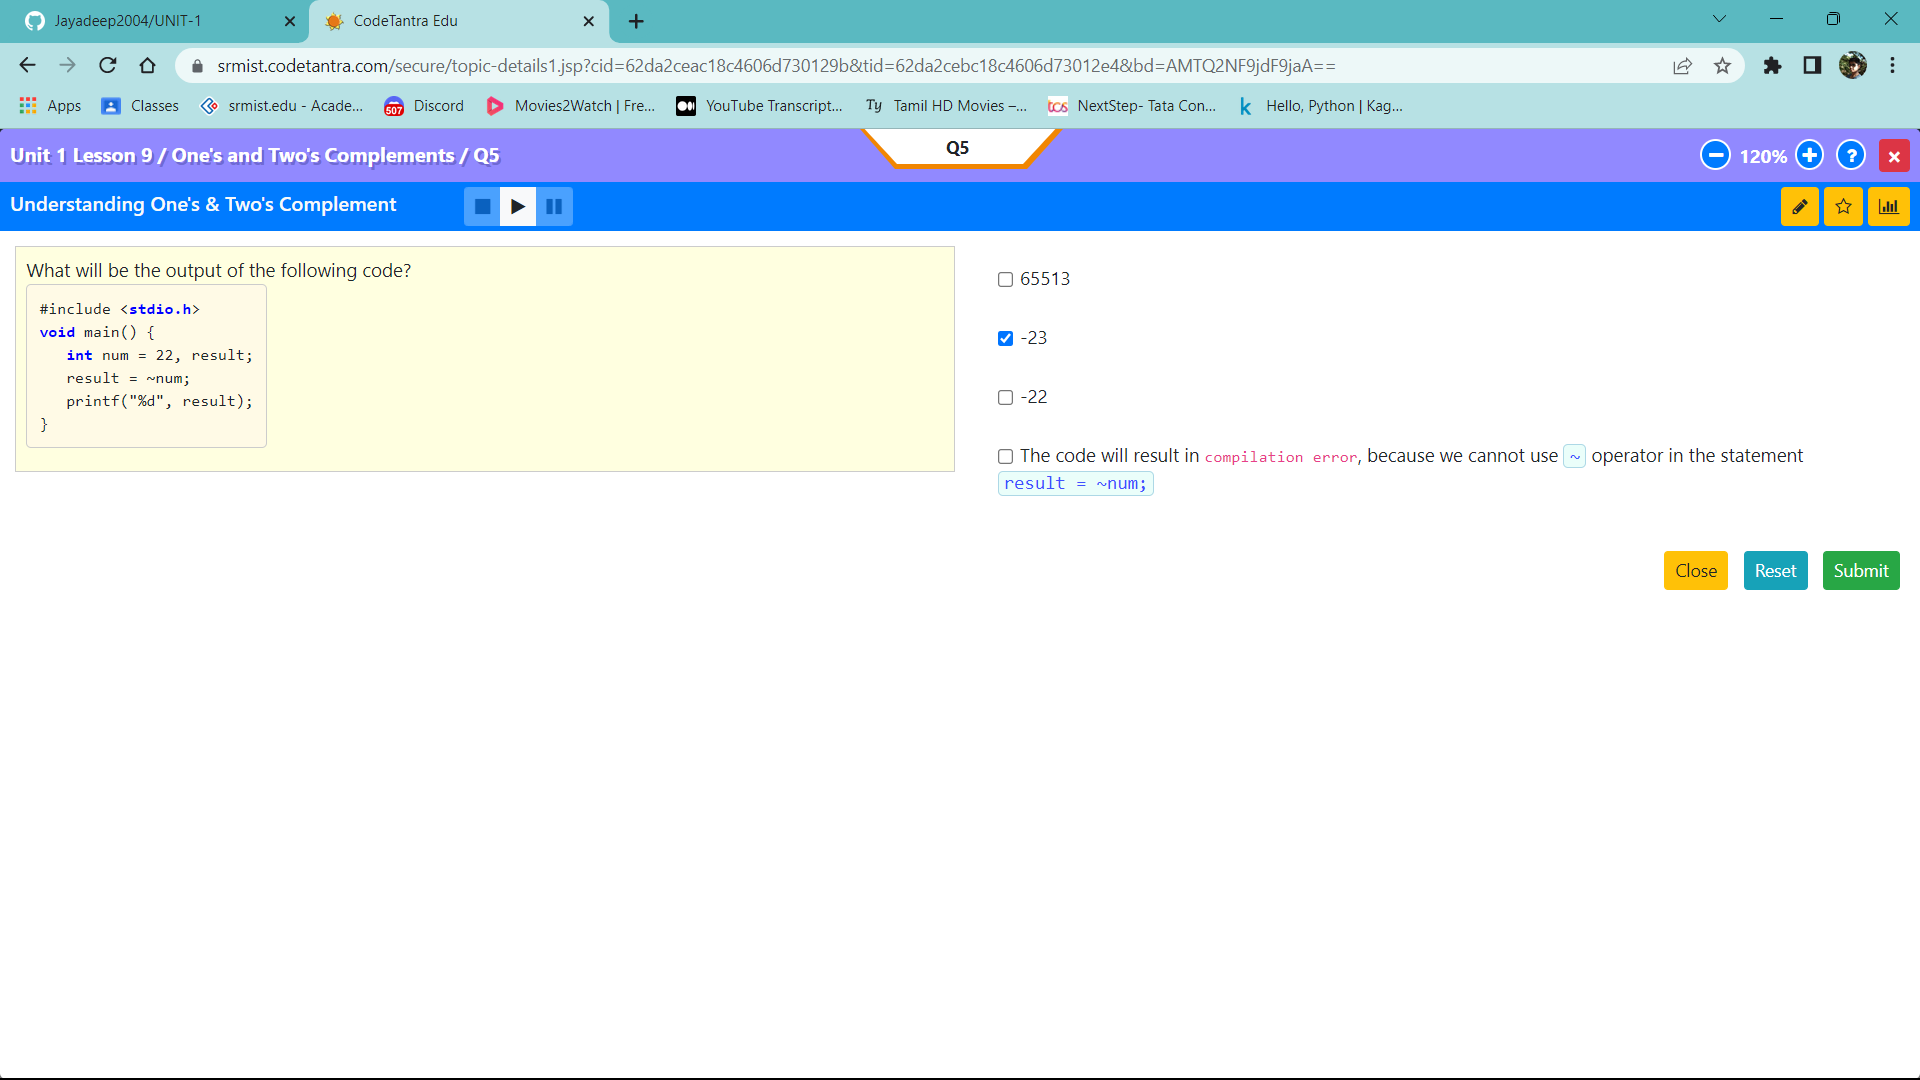 Jayadeep2004/UNIT-1
CodeTantra Edu
srmist.codetantra.com/secure/topic-details1.jsp?cid=62da2ceac18c4606d730129b&tid=62da2cebc18c4606d73012e4&bd=AMTQ2NF9jdF9jaA==
Apps Classes srmist.edu - Acade... 507 Discord Movies2Watch | Fre... YouTube Transcript... Ty Tamil HD Movies –... tcs NextStep- Tata Con... k Hello, Python | Kag...
Unit 1 Lesson 9 / One's and Two's Complements / Q5
Q5
120%
?
Understanding One's & Two's Complement
What will be the output of the following code?
#include <stdio.h>
void main() {
int num = 22, result;
result = ~num;
printf("%d", result);
}
65513
-23
-22
The code will result in compilation error, because we cannot use ~ operator in the statement
result = ~num;
Close Reset Submit